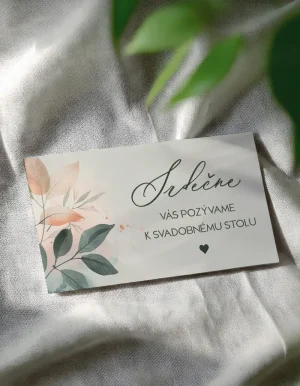 Srdečne
VÁS POZÝVAME
K SVADOBNÉMU STOLU